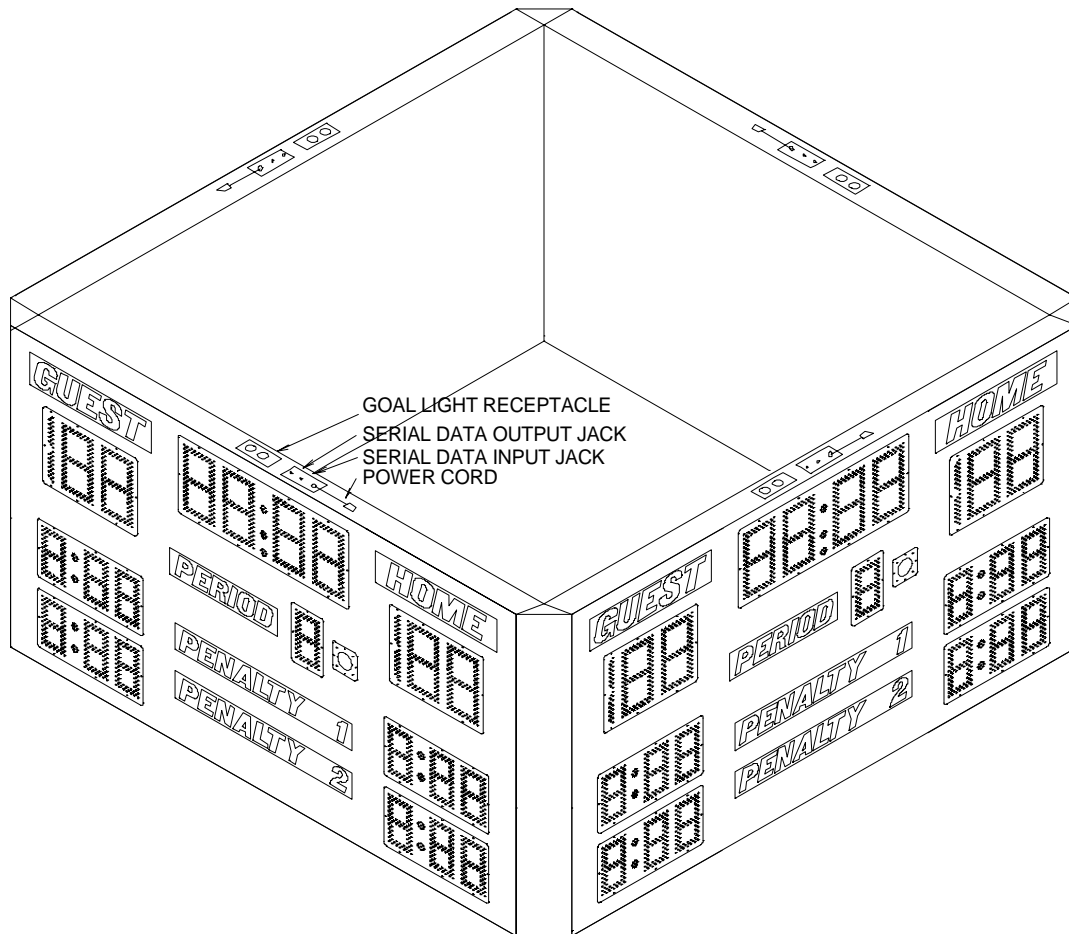 GOAL LIGHT RECEPTACLE
SERIAL DATA OUTPUT JACK
SERIAL DATA INPUT JACK
POWER CORD
GUEST
HOME
PERIOD
PENALTY 1
PENALTY 2
GUEST
HOME
PERIOD
PENALTY 1
PENALTY 2